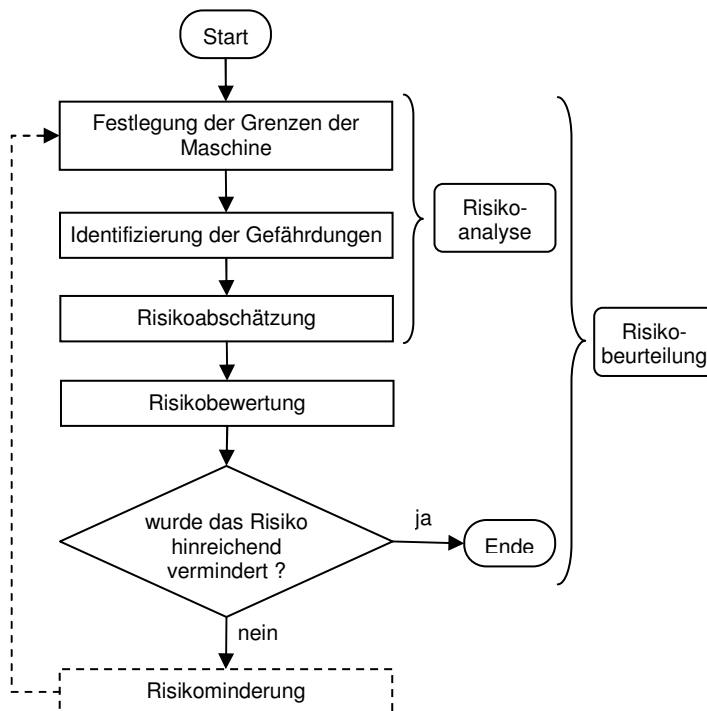 Start
Festlegung der Grenzen der
Maschine
Identifizierung der Gefährdungen
Risikoabschätzung
Risiko-
analyse
Risiko-
beurteilung
Risikobewertung
wurde das Risiko
hinreichend
vermindert ?
ja
Ende
nein
Risikominderung